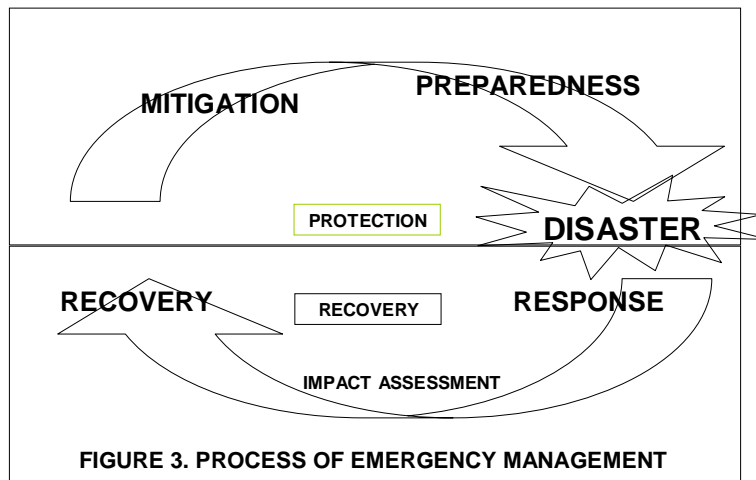 MITIGATION
PREPAREDNESS
PROTECTION
DISASTER
RECOVERY
RECOVERY
RESPONSE
IMPACT ASSESSMENT
FIGURE 3. PROCESS OF EMERGENCY MANAGEMENT